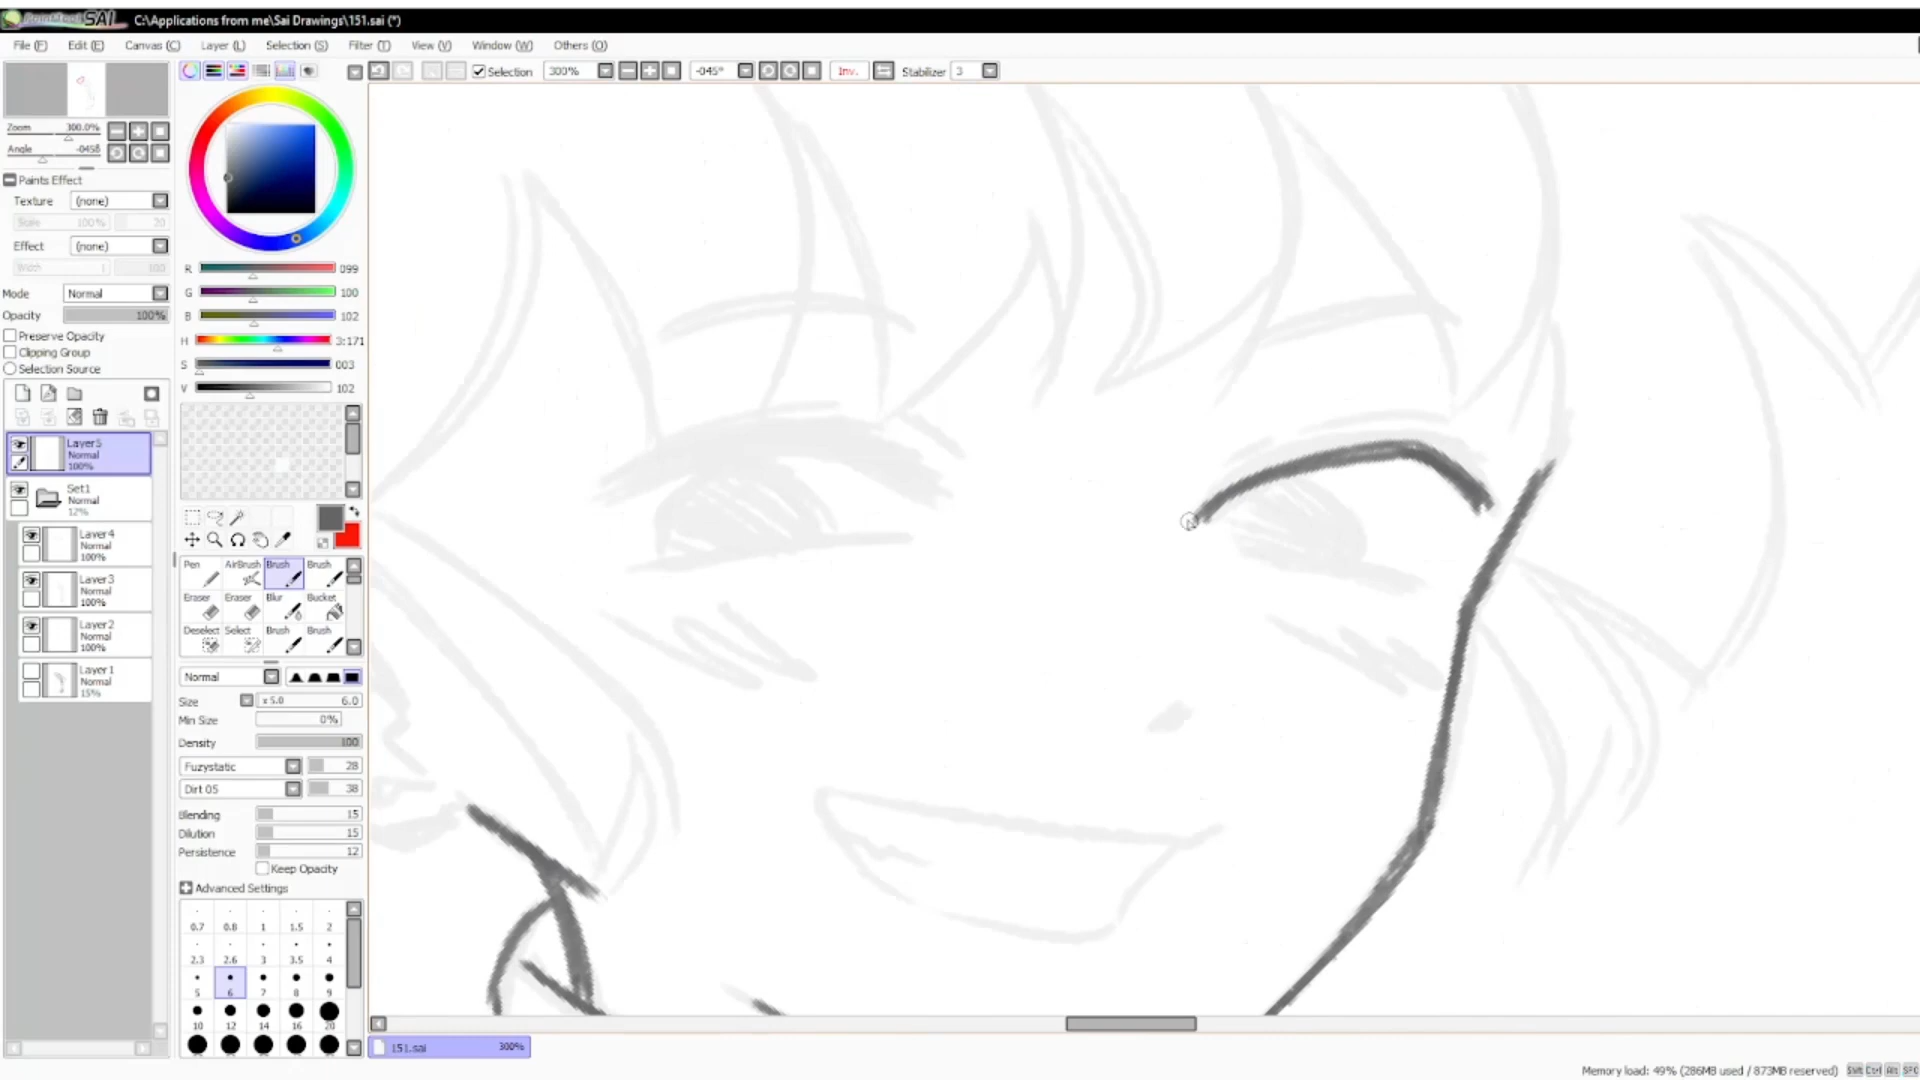 PaintTool SAI C:\Applications from me\Sai Drawings\151.sai (*)
File (F) Edit (E) Canvas (C) Layer (L) Selection (S) Filter (T) View (V) Window (W) Others (O)
Selection 300% -045° Inv. Stabilizer 3
Zoom 300.0%
Angle -0458
Paints Effect
Texture (none)
Scale 100% 20
Effect (none)
Width 1 100
Mode Normal
Opacity 100%
Preserve Opacity
Clipping Group
Selection Source
Layer5
Normal
100%
Set1
Normal
12%
Layer4
Normal
100%
Layer3
Normal
100%
Layer2
Normal
100%
Layer1
Normal
15%
R 099
G 100
B 102
H 3:171
S 003
V 102
Pen AirBrush Brush Brush
Eraser Eraser Blur Bucket
Deselect Select Brush Brush
Normal
Size x 5.0 6.0
Min Size 0%
Density 100
Fuzystatic 28
Dirt 05 38
Blending 15
Dilution 15
Persistence 12
Keep Opacity
Advanced Settings
0.7 0.8 1 1.5 2
2.3 2.6 3 3.5 4
5 6 7 8 9
10 12 14 16 20
151.sai 300%
Memory load: 49% (286MB used / 873MB reserved) Shft Ctrl Alt SPC